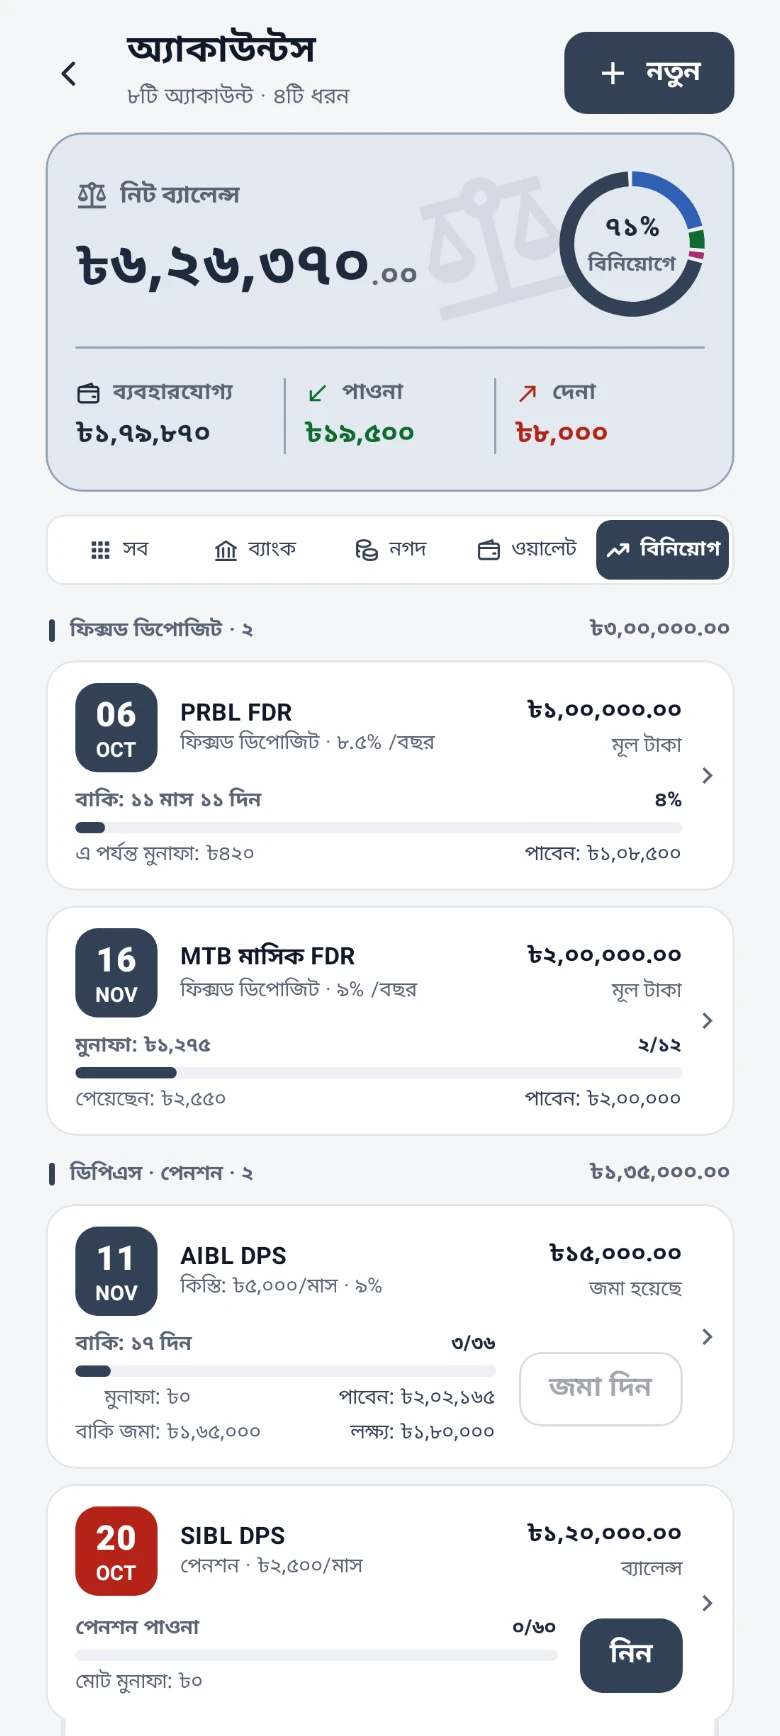 অ্যাকাউন্টস
৮টি অ্যাকাউন্ট · ৪টি ধরন
+ নতুন
নিট ব্যালেন্স
৳৬,২৬,৩৭০.০০
৭১%
বিনিয়োগে
ব্যবহারযোগ্য
৳১,৭৯,৮৭০
পাওনা
৳১৯,৫০০
দেনা
৳৮,০০০
সব ব্যাংক নগদ ওয়ালেট বিনিয়োগ
ফিক্সড ডিপোজিট · ২ ৳৩,০০,০০০.০০
06
OCT
PRBL FDR ৳১,০০,০০০.০০
ফিক্সড ডিপোজিট · ৮.৫% /বছর মূল টাকা
বাকি: ১১ মাস ১১ দিন ৪%
এ পর্যন্ত মুনাফা: ৳৪২০ পাবেন: ৳১,০৮,৫০০
16
NOV
MTB মাসিক FDR ৳২,০০,০০০.০০
ফিক্সড ডিপোজিট · ৯% /বছর মূল টাকা
মুনাফা: ৳১,২৭৫ ২/১২
পেয়েছেন: ৳২,৫৫০ পাবেন: ৳২,০০,০০০
ডিপিএস · পেনশন · ২ ৳১,৩৫,০০০.০০
11
NOV
AIBL DPS ৳১৫,০০০.০০
কিস্তি: ৳৫,০০০/মাস · ৯% জমা হয়েছে
বাকি: ১৭ দিন ৩/৩৬
মুনাফা: ৳০ পাবেন: ৳২,০২,১৬৫
জমা দিন
বাকি জমা: ৳১,৬৫,০০০ লক্ষ্য: ৳১,৮০,০০০
20
OCT
SIBL DPS ৳১,২০,০০০.০০
পেনশন · ৳২,৫০০/মাস ব্যালেন্স
পেনশন পাওনা ০/৬০
নিন
মোট মুনাফা: ৳০